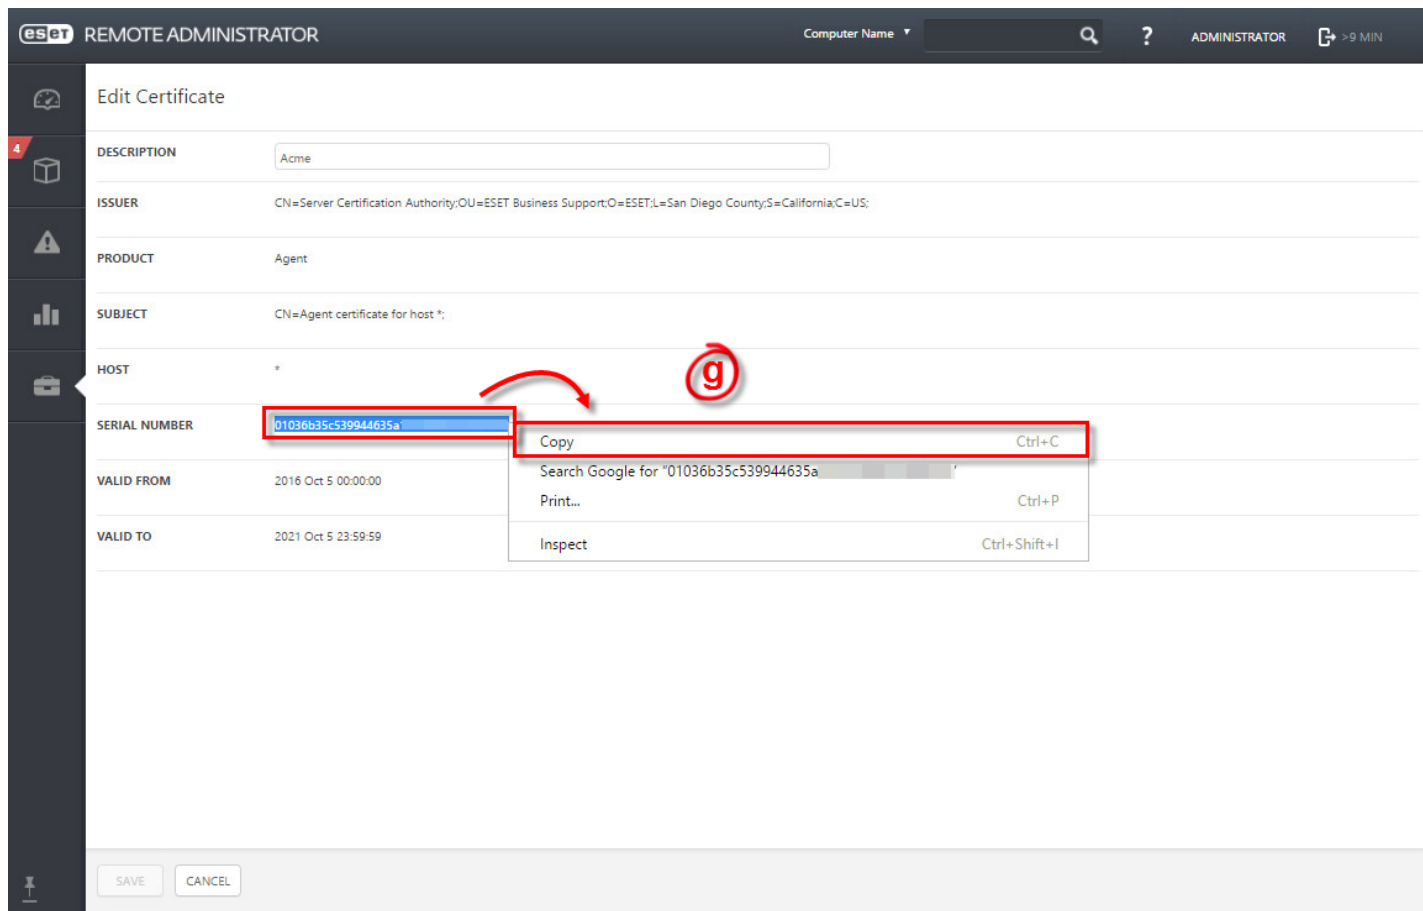 eseT REMOTE ADMINISTRATOR Computer Name ▼ ? ADMINISTRATOR >9 MIN
Edit Certificate
4
DESCRIPTION Acme
ISSUER CN=Server Certification Authority;OU=ESET Business Support;O=ESET;L=San Diego County;S=California;C=US;
PRODUCT Agent
SUBJECT CN=Agent certificate for host *;
HOST *
g
SERIAL NUMBER 01036b35c539944635a
Copy Ctrl+C
Search Google for "01036b35c539944635a
Print... Ctrl+P
Inspect Ctrl+Shift+I
VALID FROM 2016 Oct 5 00:00:00
VALID TO 2021 Oct 5 23:59:59
SAVE CANCEL